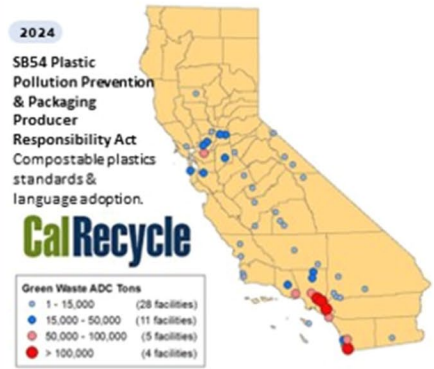 2024
SB54 Plastic
Pollution Prevention
& Packaging
Producer
Responsibility Act
Compostable plastics
standards &
language adoption.
CalRecycle
Green Waste ADC Tons
1 - 15,000 (28 facilities)
15,000 - 50,000 (11 facilities)
50,000 - 100,000 (5 facilities)
> 100,000 (4 facilities)